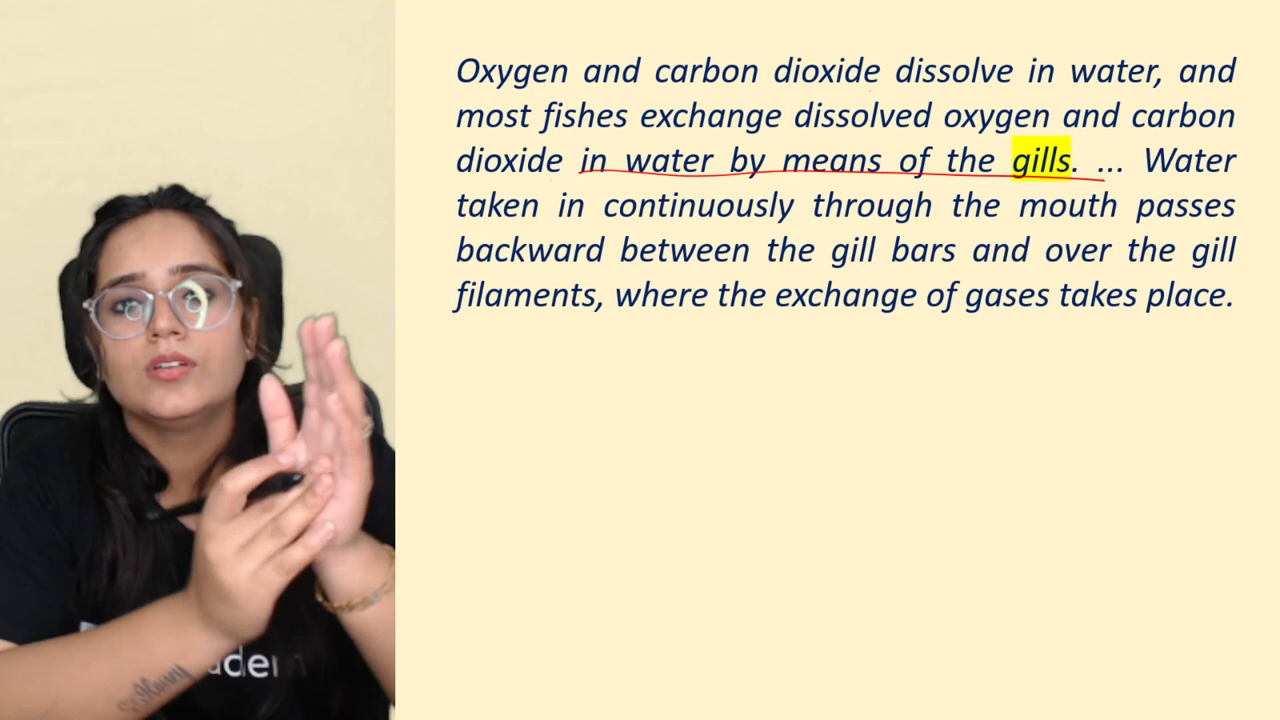 Oxygen and carbon dioxide dissolve in water, and
most fishes exchange dissolved oxygen and carbon
dioxide in water by means of the gills. ... Water
taken in continuously through the mouth passes
backward between the gill bars and over the gill
filaments, where the exchange of gases takes place.